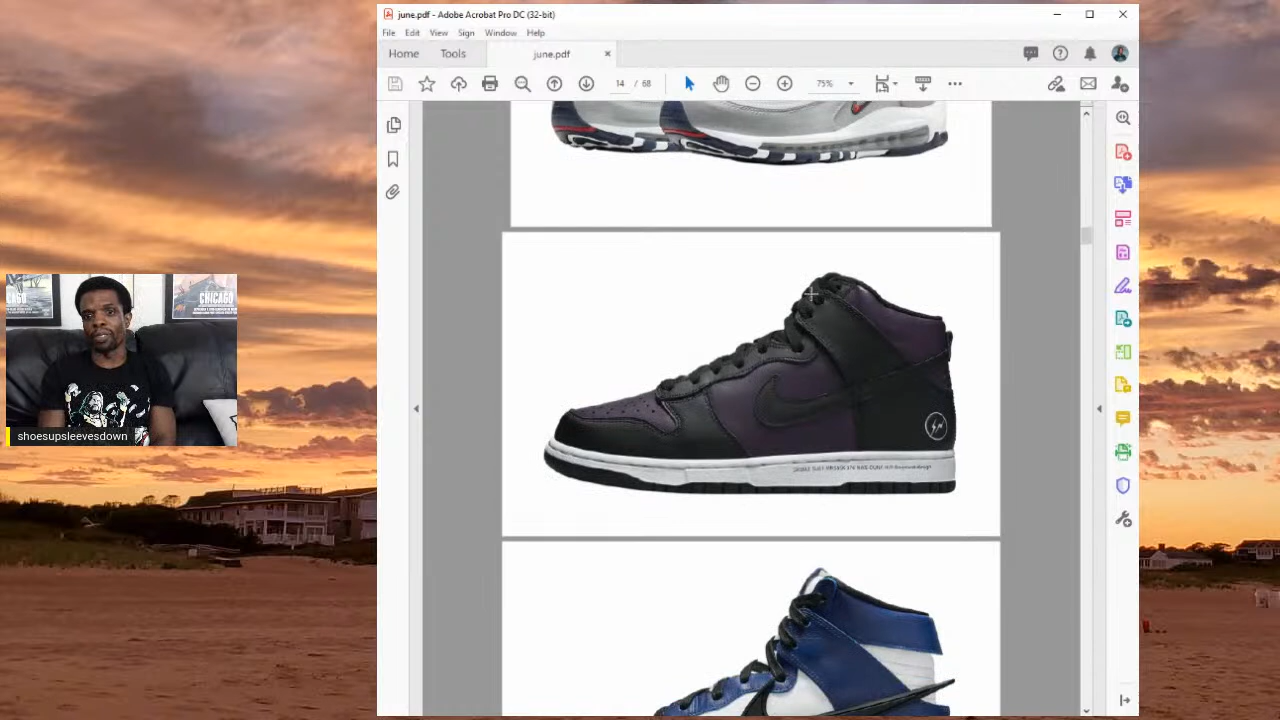 june.pdf - Adobe Acrobat Pro DC (32-bit)
File Edit View Sign Window Help
Home Tools june.pdf
14 / 68 75%
CHICAGO
shoesupsleevesdown